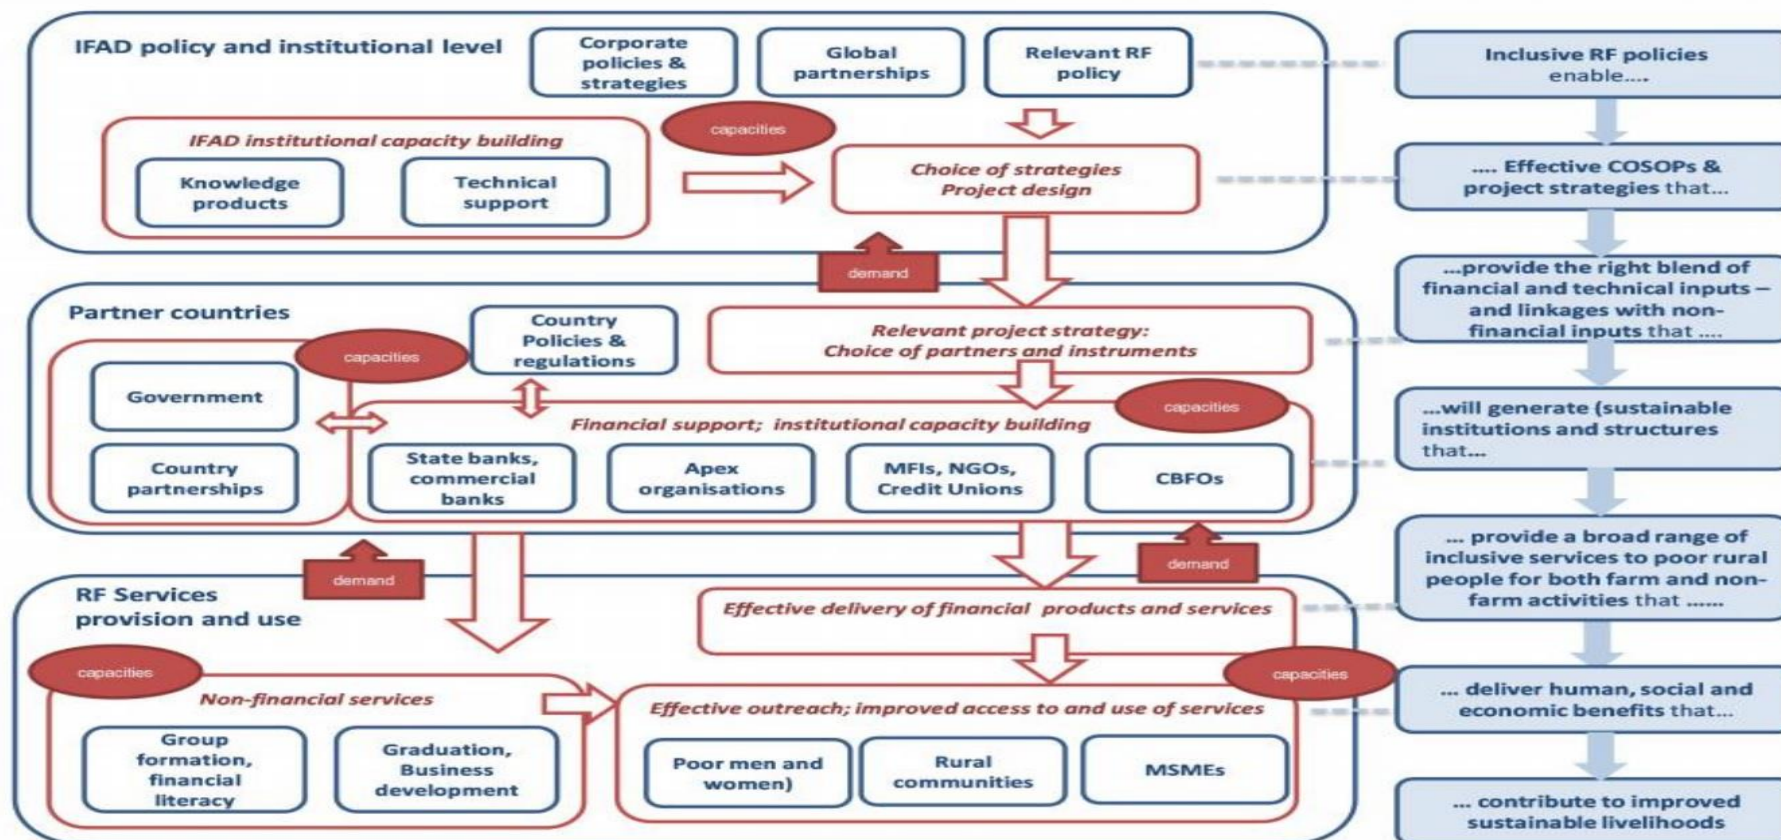 IFAD policy and institutional level
Corporate
policies &
strategies
Global
partnerships
Relevant RF
policy
Inclusive RF policies
enable....
capacities
IFAD institutional capacity building
Knowledge
products
Technical
support
Choice of strategies
Project design
.... Effective COSOPs &
project strategies that...
demand
...provide the right blend of
financial and technical inputs –
and linkages with non-
financial inputs that ....
Partner countries
capacities
Country
Policies &
regulations
Relevant project strategy:
Choice of partners and instruments
Government
Country
partnerships
capacities
Financial support; institutional capacity building
State banks,
commercial
banks
Apex
organisations
MFIs, NGOs,
Credit Unions
CBFOs
...will generate (sustainable
institutions and structures
that...
demand
demand
... provide a broad range of
inclusive services to poor rural
people for both farm and non-
farm activities that ......
RF Services
provision and use
Effective delivery of financial products and services
capacities
capacities
Non-financial services
Group
formation,
financial
literacy
Graduation,
Business
development
Effective outreach; improved access to and use of services
Poor men and
women)
Rural
communities
MSMEs
... deliver human, social and
economic benefits that...
... contribute to improved
sustainable livelihoods